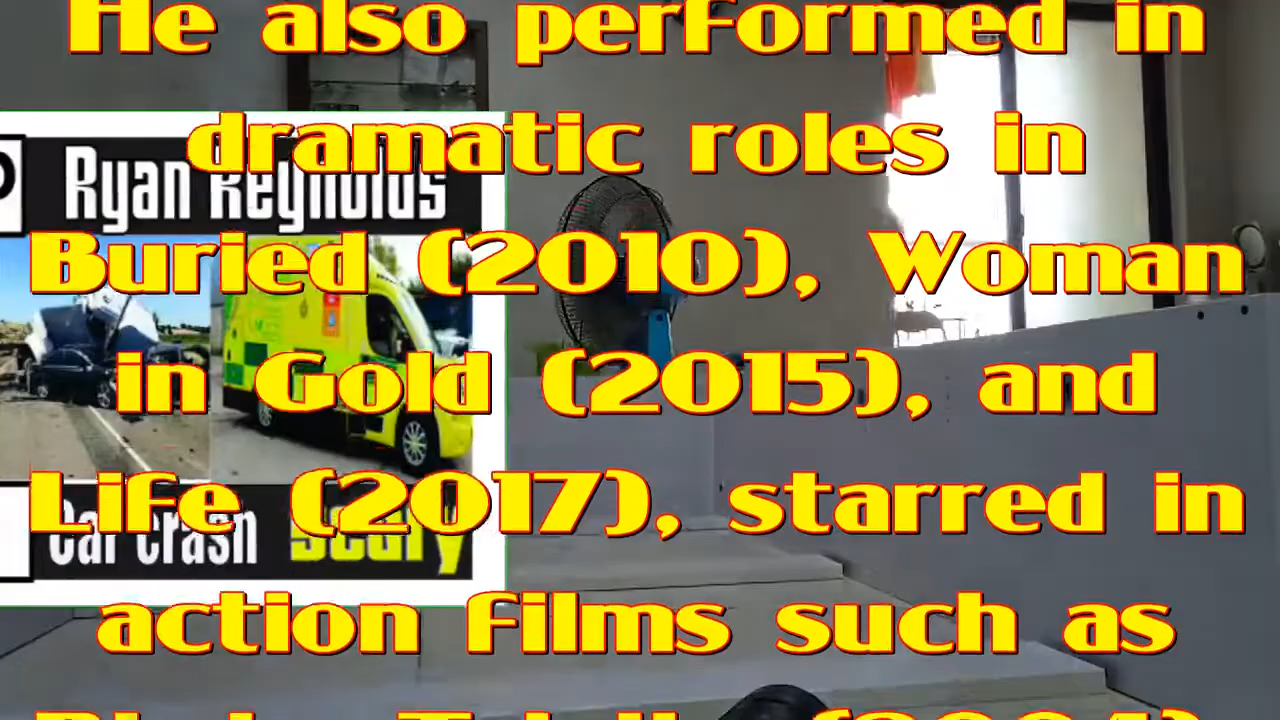 He also performed in
dramatic roles in
Ryan Reynolds
Buried (2010), Woman
in Gold (2015), and
Life (2017), starred in
Car crash
action films such as